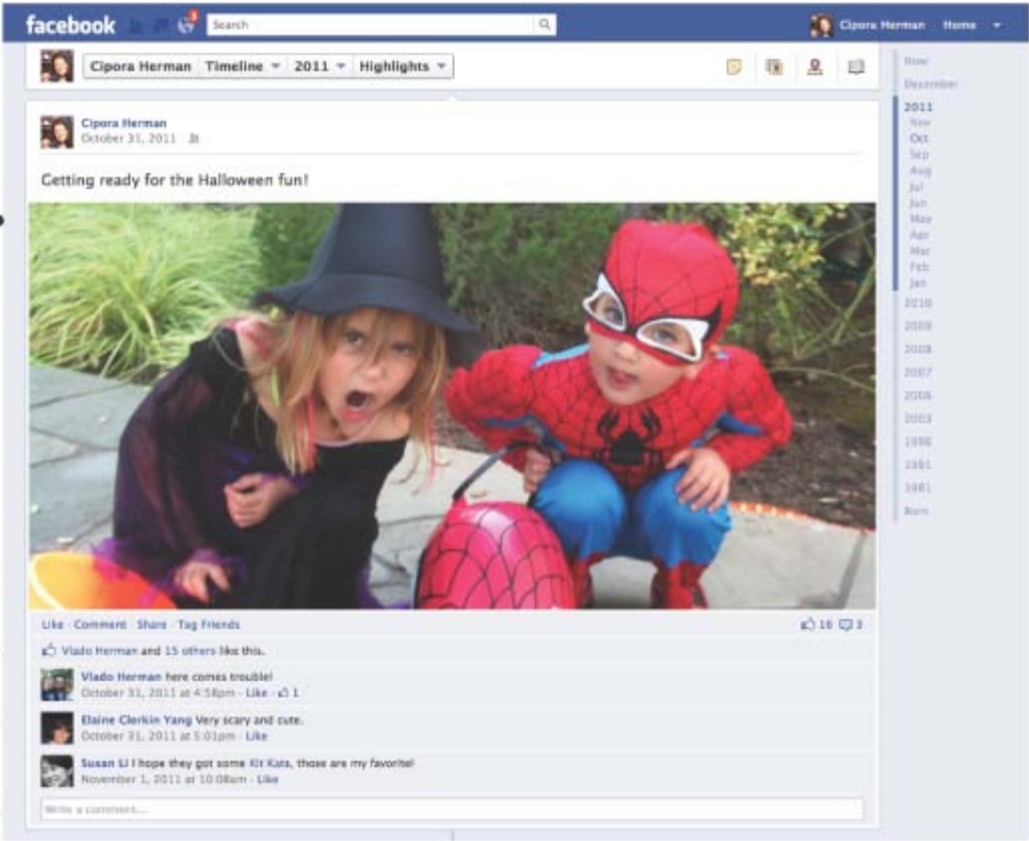 facebook
3
Search
Cipora Herman Home
Cipora Herman Timeline 2011 Highlights
Cipora Herman
October 31, 2011
Getting ready for the Halloween fun!
Like · Comment · Share · Tag Friends
16 3
Vlado Herman and 15 others like this.
Vlado Herman here comes trouble!
October 31, 2011 at 4:58pm · Like · 1
Elaine Clerkin Yang Very scary and cute.
October 31, 2011 at 5:01pm · Like
Susan Li I hope they got some Kit Kats, those are my favorite!
November 1, 2011 at 10:08am · Like
Write a comment...
Now
December
2011
Nov
Oct
Sep
Aug
Jul
Jun
May
Apr
Mar
Feb
Jan
2010
2009
2008
2007
2006
2003
1991
1981
Born